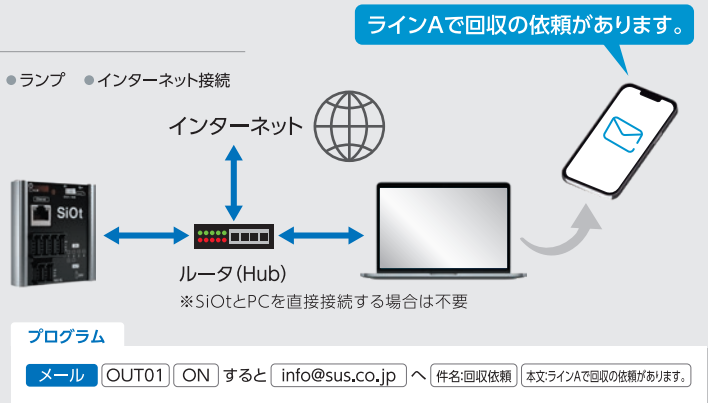 ラインAで回収の依頼があります。
●ランプ ●インターネット接続
インターネット
SiOt
ルータ(Hub)
※SiOtとPCを直接接続する場合は不要
プログラム
メール OUT01 ON すると info@sus.co.jp へ 件名:回収依頼 本文:ラインAで回収の依頼があります。